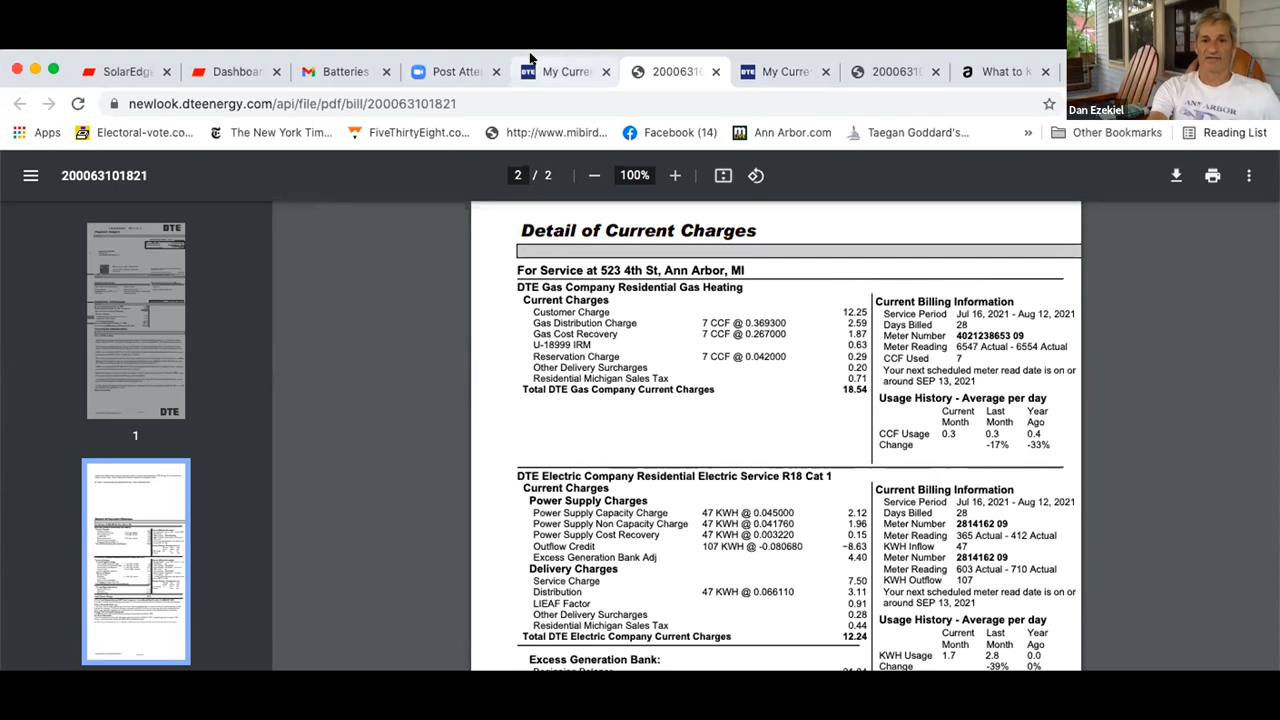 SolarEdg
Dashboar
Batteries
Post Atte
DTE My Curre
2000631
DTE My Curre
200063
a What to k
newlook.dteenergy.com/api/file/pdf/bill/200063101821
Apps
Electoral-vote.co...
The New York Tim...
FiveThirtyEight.co...
http://www.mibird...
Facebook (14)
Ann Arbor.com
Taegan Goddard's...
»
Other Bookmarks
Reading List
Dan Ezekiel
ANN ARBOR
200063101821
2 / 2
100%
DTE
DTE
1
Detail of Current Charges
For Service at 523 4th St, Ann Arbor, MI
DTE Gas Company Residential Gas Heating
Current Charges
Customer Charge 12.25
Gas Distribution Charge 7 CCF @ 0.369300 2.59
Gas Cost Recovery 7 CCF @ 0.267000 1.87
U-18999 IRM 0.63
Reservation Charge 7 CCF @ 0.042000 0.29
Other Delivery Surcharges 0.20
Residential Michigan Sales Tax 0.71
Total DTE Gas Company Current Charges 18.54
Current Billing Information
Service Period Jul 16, 2021 - Aug 12, 2021
Days Billed 28
Meter Number 4021238653 09
Meter Reading 6547 Actual - 6554 Actual
CCF Used 7
Your next scheduled meter read date is on or
around SEP 13, 2021
Usage History - Average per day
Current Last Year
Month Month Ago
CCF Usage 0.3 0.3 0.4
Change -17% -33%
DTE Electric Company Residential Electric Service R18 Cat 1
Current Charges
Power Supply Charges
Power Supply Capacity Charge 47 KWH @ 0.045000 2.12
Power Supply Non Capacity Charge 47 KWH @ 0.041760 1.96
Power Supply Cost Recovery 47 KWH @ 0.003220 0.15
Outflow Credit 107 KWH @ -0.080680 -8.63
Excess Generation Bank Adj 4.40
Delivery Charges
Service Charge 7.50
Distribution 47 KWH @ 0.066110 3.11
LIEAF Factor 0.91
Other Delivery Surcharges 0.28
Residential Michigan Sales Tax 0.44
Total DTE Electric Company Current Charges 12.24
Excess Generation Bank:
Current Billing Information
Service Period Jul 16, 2021 - Aug 12, 2021
Days Billed 28
Meter Number 2814162 09
Meter Reading 365 Actual - 412 Actual
KWH Inflow 47
Meter Number 2814162 09
Meter Reading 603 Actual - 710 Actual
KWH Outflow 107
Your next scheduled meter read date is on or
around SEP 13, 2021
Usage History - Average per day
Current Last Year
Month Month Ago
KWH Usage 1.7 2.8 0.0
Change -39% 0%